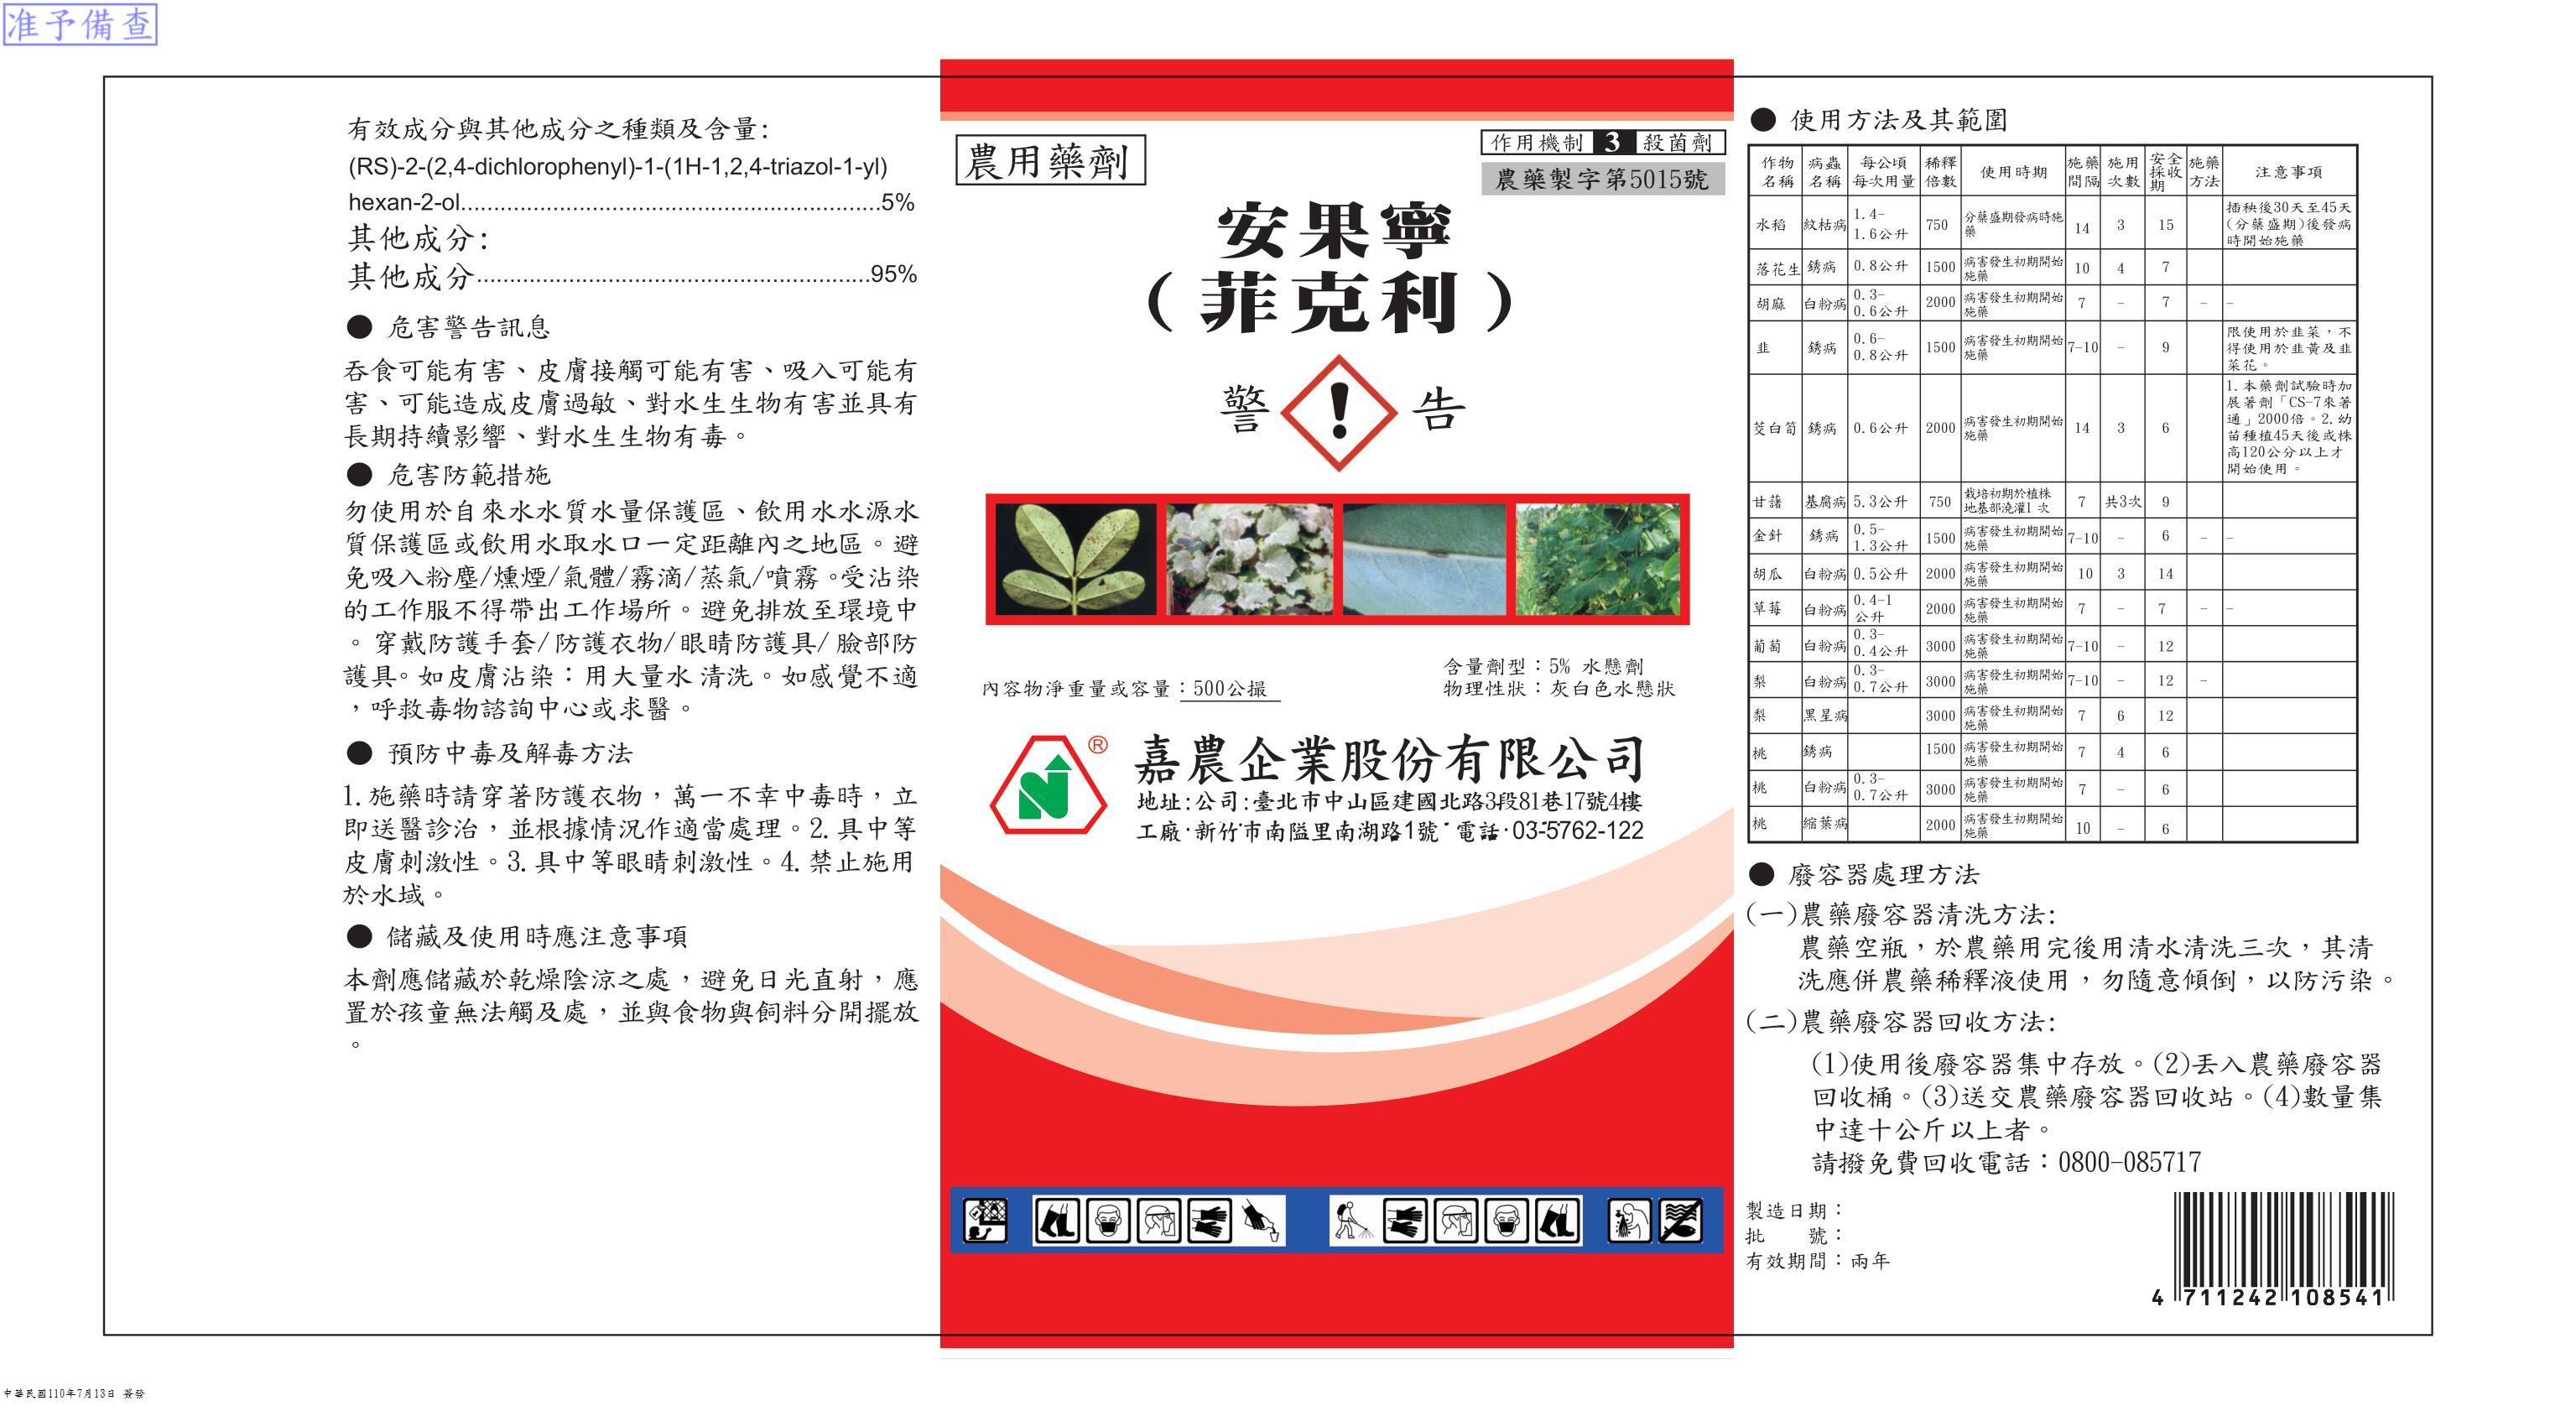 准予備查
有效成分與其他成分之種類及含量:
(RS)-2-(2,4-dichlorophenyl)-1-(1H-1,2,4-triazol-1-yl)
hexan-2-ol................................................................5%
其他成分:
其他成分............................................................95%
● 危害警告訊息
吞食可能有害、皮膚接觸可能有害、吸入可能有
害、可能造成皮膚過敏、對水生生物有害並具有
長期持續影響、對水生生物有毒。
● 危害防範措施
勿使用於自來水水質水量保護區、飲用水水源水
質保護區或飲用水取水口一定距離內之地區。避
免吸入粉塵/燻煙/氣體/霧滴/蒸氣/噴霧。受沾染
的工作服不得帶出工作場所。避免排放至環境中
。穿戴防護手套/防護衣物/眼睛防護具/臉部防
護具。如皮膚沾染：用大量水 清洗。如感覺不適
，呼救毒物諮詢中心或求醫。
● 預防中毒及解毒方法
1.施藥時請穿著防護衣物，萬一不幸中毒時，立
即送醫診治，並根據情況作適當處理。2.具中等
皮膚刺激性。3.具中等眼睛刺激性。4.禁止施用
於水域。
● 儲藏及使用時應注意事項
本劑應儲藏於乾燥陰涼之處，避免日光直射，應
置於孩童無法觸及處，並與食物與飼料分開擺放
。
農用藥劑
作用機制 3 殺菌劑
農藥製字第5015號
安果寧
（菲克利）
警 ! 告
含量劑型：5% 水懸劑
內容物淨重量或容量：500公撮
物理性狀：灰白色水懸狀
®
嘉農企業股份有限公司
地址:公司:臺北市中山區建國北路3段81巷17號4樓
工廠:新竹市南隘里南湖路1號 電話:03-5762-122
● 使用方法及其範圍
作物名稱 病蟲名稱 每公頃每次用量 稀釋倍數 使用時期 施藥間隔 施用次數 安全採收期 施藥方法 注意事項
水稻 紋枯病 1.4-1.6公升 750 分蘗盛期發病時施藥 14 3 15 插秧後30天至45天(分蘗盛期)後發病時開始施藥
落花生 銹病 0.8公升 1500 病害發生初期開始施藥 10 4 7
胡麻 白粉病 0.3-0.6公升 2000 病害發生初期開始施藥 7 - 7 - -
韭 銹病 0.6-0.8公升 1500 病害發生初期開始施藥 7-10 - 9 限使用於韭菜，不得使用於韭黃及韭菜花。
茭白筍 銹病 0.6公升 2000 病害發生初期開始施藥 14 3 6 1.本藥劑試驗時加展著劑「CS-7來著通」2000倍。2.幼苗種植45天後或株高120公分以上才開始使用。
甘藷 基腐病 5.3公升 750 栽培初期於植株地基部澆灌1 次 7 共3次 9
金針 銹病 0.5-1.3公升 1500 病害發生初期開始施藥 7-10 - 6 - -
胡瓜 白粉病 0.5公升 2000 病害發生初期開始施藥 10 3 14
草莓 白粉病 0.4-1公升 2000 病害發生初期開始施藥 7 - 7 - -
葡萄 白粉病 0.3-0.4公升 3000 病害發生初期開始施藥 7-10 - 12
梨 白粉病 0.3-0.7公升 3000 病害發生初期開始施藥 7-10 - 12 -
梨 黑星病 3000 病害發生初期開始施藥 7 6 12
桃 銹病 1500 病害發生初期開始施藥 7 4 6
桃 白粉病 0.3-0.7公升 3000 病害發生初期開始施藥 7 - 6
桃 縮葉病 2000 病害發生初期開始施藥 10 - 6
● 廢容器處理方法
(一)農藥廢容器清洗方法:
農藥空瓶，於農藥用完後用清水清洗三次，其清
洗應併農藥稀釋液使用，勿隨意傾倒，以防污染。
(二)農藥廢容器回收方法:
(1)使用後廢容器集中存放。(2)丟入農藥廢容器
回收桶。(3)送交農藥廢容器回收站。(4)數量集
中達十公斤以上者。
請撥免費回收電話：0800-085717
製造日期：
批 號：
有效期間：兩年
4 711242 108541
中華民國110年7月13日 簽發